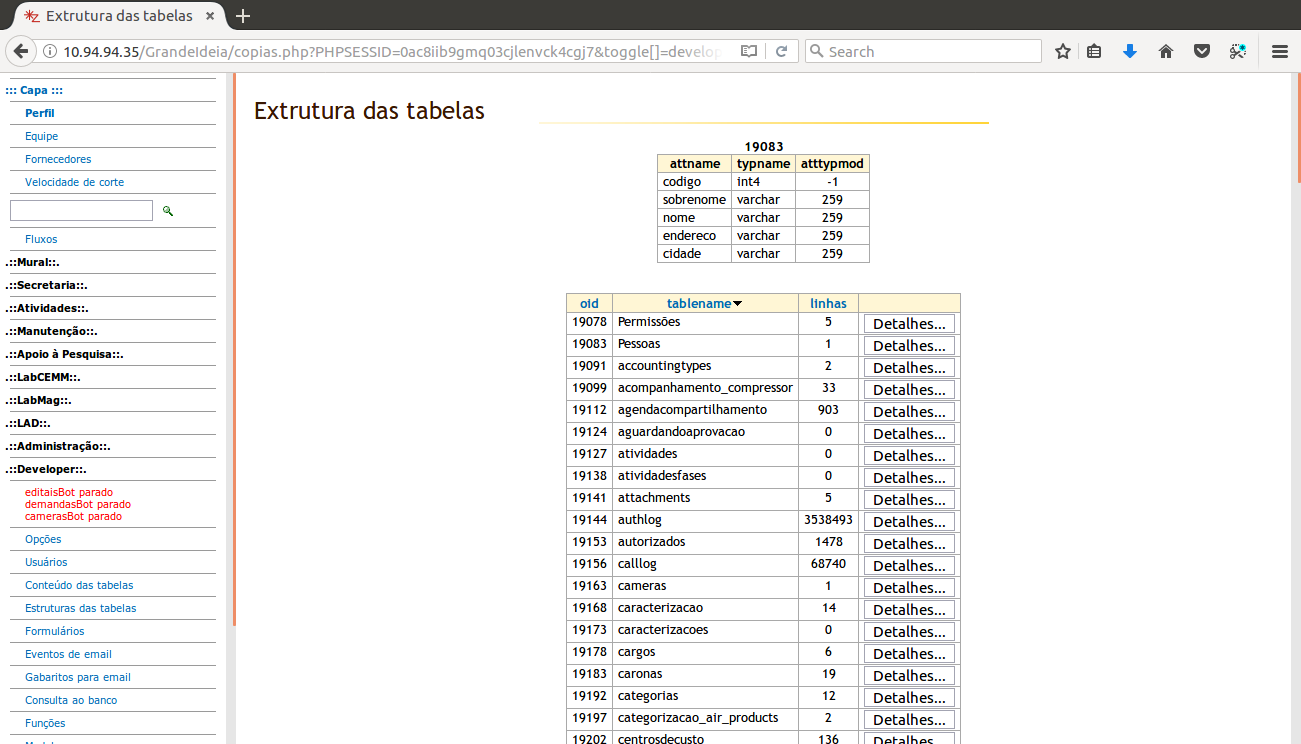 Extrutura das tabelas
10.94.94.35/GrandeIdeia/copias.php?PHPSESSID=0ac8iib9gmq03cjlenvck4cgj7&toggle[]=develop
Search
::: Capa :::
Perfil
Equipe
Fornecedores
Velocidade de corte
Fluxos
.::Mural::.
.::Secretaria::.
.::Atividades::.
.::Manutenção::.
.::Apoio à Pesquisa::.
.::LabCEMM::.
.::LabMag::.
.::LAD::.
.::Administração::.
.::Developer::.
editaisBot parado
demandasBot parado
camerasBot parado
Opções
Usuários
Conteúdo das tabelas
Estruturas das tabelas
Formulários
Eventos de email
Gabaritos para email
Consulta ao banco
Funções
Extrutura das tabelas
19083
attname typname atttypmod
codigo int4 -1
sobrenome varchar 259
nome varchar 259
endereco varchar 259
cidade varchar 259
oid tablename linhas
19078 Permissões 5 Detalhes...
19083 Pessoas 1 Detalhes...
19091 accountingtypes 2 Detalhes...
19099 acompanhamento_compressor 33 Detalhes...
19112 agendacompartilhamento 903 Detalhes...
19124 aguardandoaprovacao 0 Detalhes...
19127 atividades 0 Detalhes...
19138 atividadesfases 0 Detalhes...
19141 attachments 5 Detalhes...
19144 authlog 3538493 Detalhes...
19153 autorizados 1478 Detalhes...
19156 calllog 68740 Detalhes...
19163 cameras 1 Detalhes...
19168 caracterizacao 14 Detalhes...
19173 caracterizacoes 0 Detalhes...
19178 cargos 6 Detalhes...
19183 caronas 19 Detalhes...
19192 categorias 12 Detalhes...
19197 categorizacao_air_products 2 Detalhes...
19202 centrosdecusto 136 Detalhes...